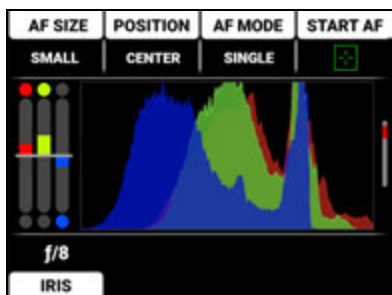 AF SIZE POSITION AF MODE START AF
SMALL CENTER SINGLE
ƒ/8
IRIS